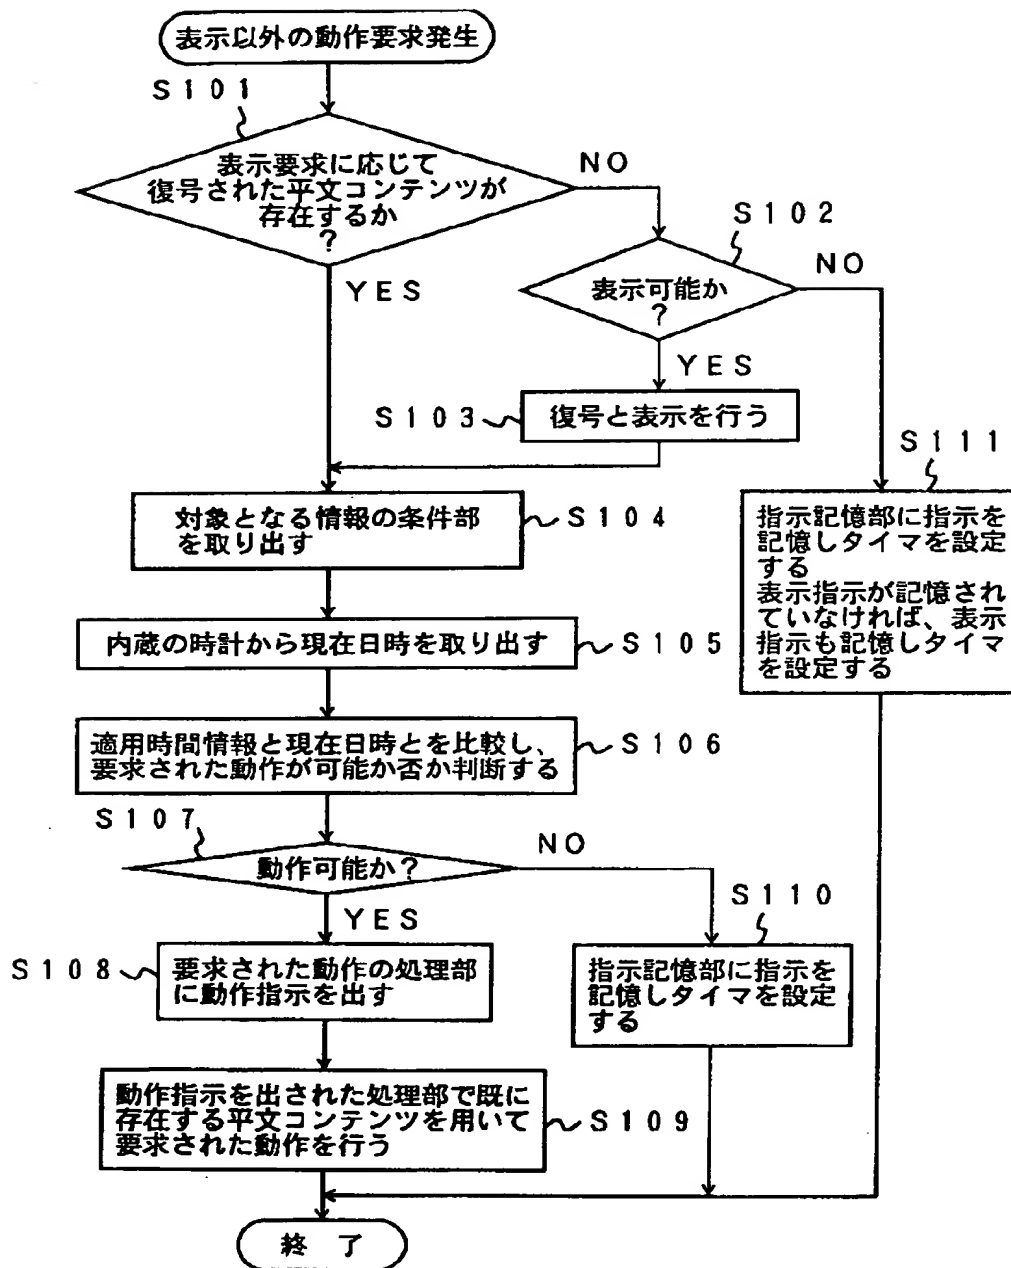 表示以外の動作要求発生
S101
表示要求に応じて
復号された平文コンテンツが
存在するか
?
NO
YES
S102
表示可能か
?
NO
YES
S103
復号と表示を行う
対象となる情報の条件部
を取り出す
S104
S111
指示記憶部に指示を
記憶しタイマを設定
する
表示指示が記憶され
ていなければ、表示
指示も記憶しタイマ
を設定する
内蔵の時計から現在日時を取り出す
S105
適用時間情報と現在日時とを比較し、
要求された動作が可能か否か判断する
S106
S107
動作可能か?
NO
YES
S108
要求された動作の処理部
に動作指示を出す
S110
指示記憶部に指示を
記憶しタイマを設定
する
動作指示を出された処理部で既に
存在する平文コンテンツを用いて
要求された動作を行う
S109
終 了